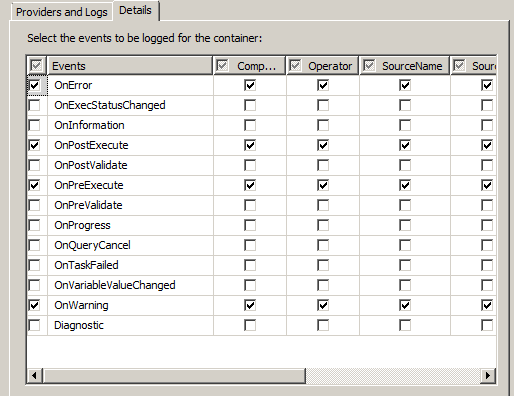 Providers and Logs Details
Select the events to be logged for the container:
Events Comp... Operator SourceName Sour
OnError
OnExecStatusChanged
OnInformation
OnPostExecute
OnPostValidate
OnPreExecute
OnPreValidate
OnProgress
OnQueryCancel
OnTaskFailed
OnVariableValueChanged
OnWarning
Diagnostic